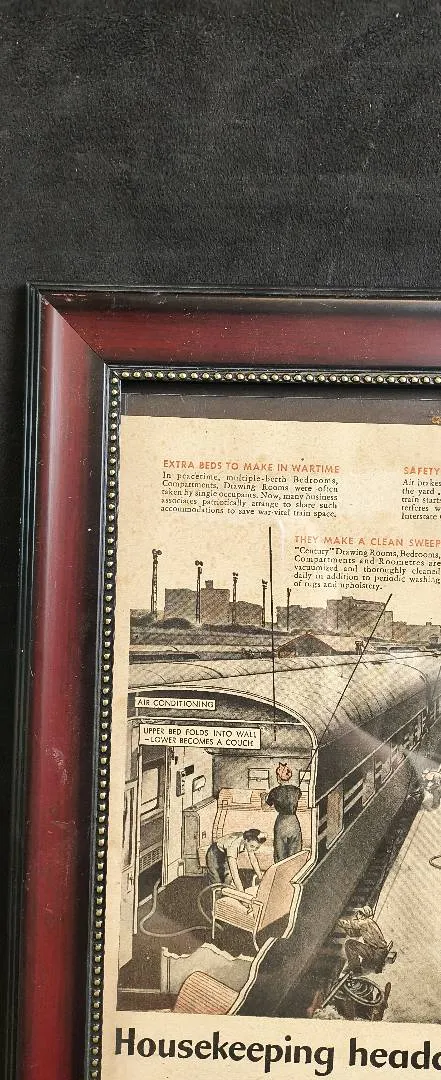 EXTRA BEDS TO MAKE IN WARTIME
In peacetime, multiple-berth Bedrooms,
Compartments, Drawing Rooms were often
taken by single occupants. Now, many business
associates patriotically arrange to share such
accommodations to save war-vital train space.
SAFETY
Air brakes
the yard.
train starts
terferes w
Interstate
THEY MAKE A CLEAN SWEEP
"Century" Drawing Rooms, Bedrooms,
Compartments and Roomettes are
vacuumed and thoroughly cleaned
daily in addition to periodic washing
of rugs and upholstery.
AIR CONDITIONING
UPPER BED FOLDS INTO WALL
–LOWER BECOMES A COUCH
Housekeeping headq